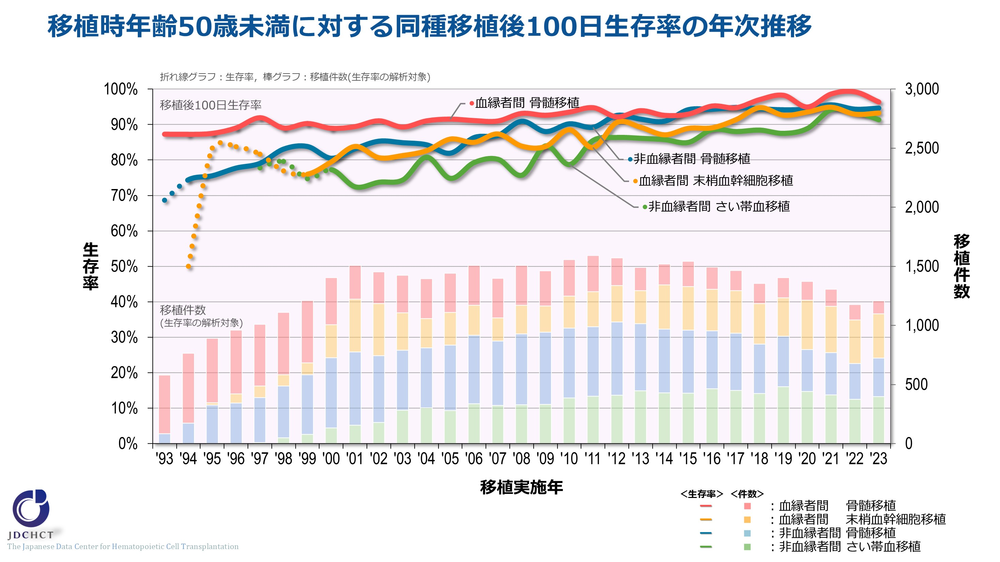 移植時年齢50歳未満に対する同種移植後100日生存率の年次推移
折れ線グラフ：生存率，棒グラフ：移植件数(生存率の解析対象)
100% 3,000
移植後100日生存率
血縁者間 骨髄移植
90%
2,500
80%
非血縁者間 骨髄移植
血縁者間 末梢血幹細胞移植
70%
2,000
非血縁者間 さい帯血移植
60%
生存率
移植件数
50% 1,500
40%
移植件数
(生存率の解析対象)
1,000
30%
20%
500
10%
0% 0
'93 '94 '95 '96 '97 '98 '99 '00 '01 '02 '03 '04 '05 '06 '07 '08 '09 '10 '11 '12 '13 '14 '15 '16 '17 '18 '19 '20 '21 '22 '23
移植実施年
＜生存率＞ ＜件数＞
：血縁者間 骨髄移植
：血縁者間 末梢血幹細胞移植
：非血縁者間 骨髄移植
：非血縁者間 さい帯血移植
JDCHCT
The Japanese Data Center for Hematopoietic Cell Transplantation